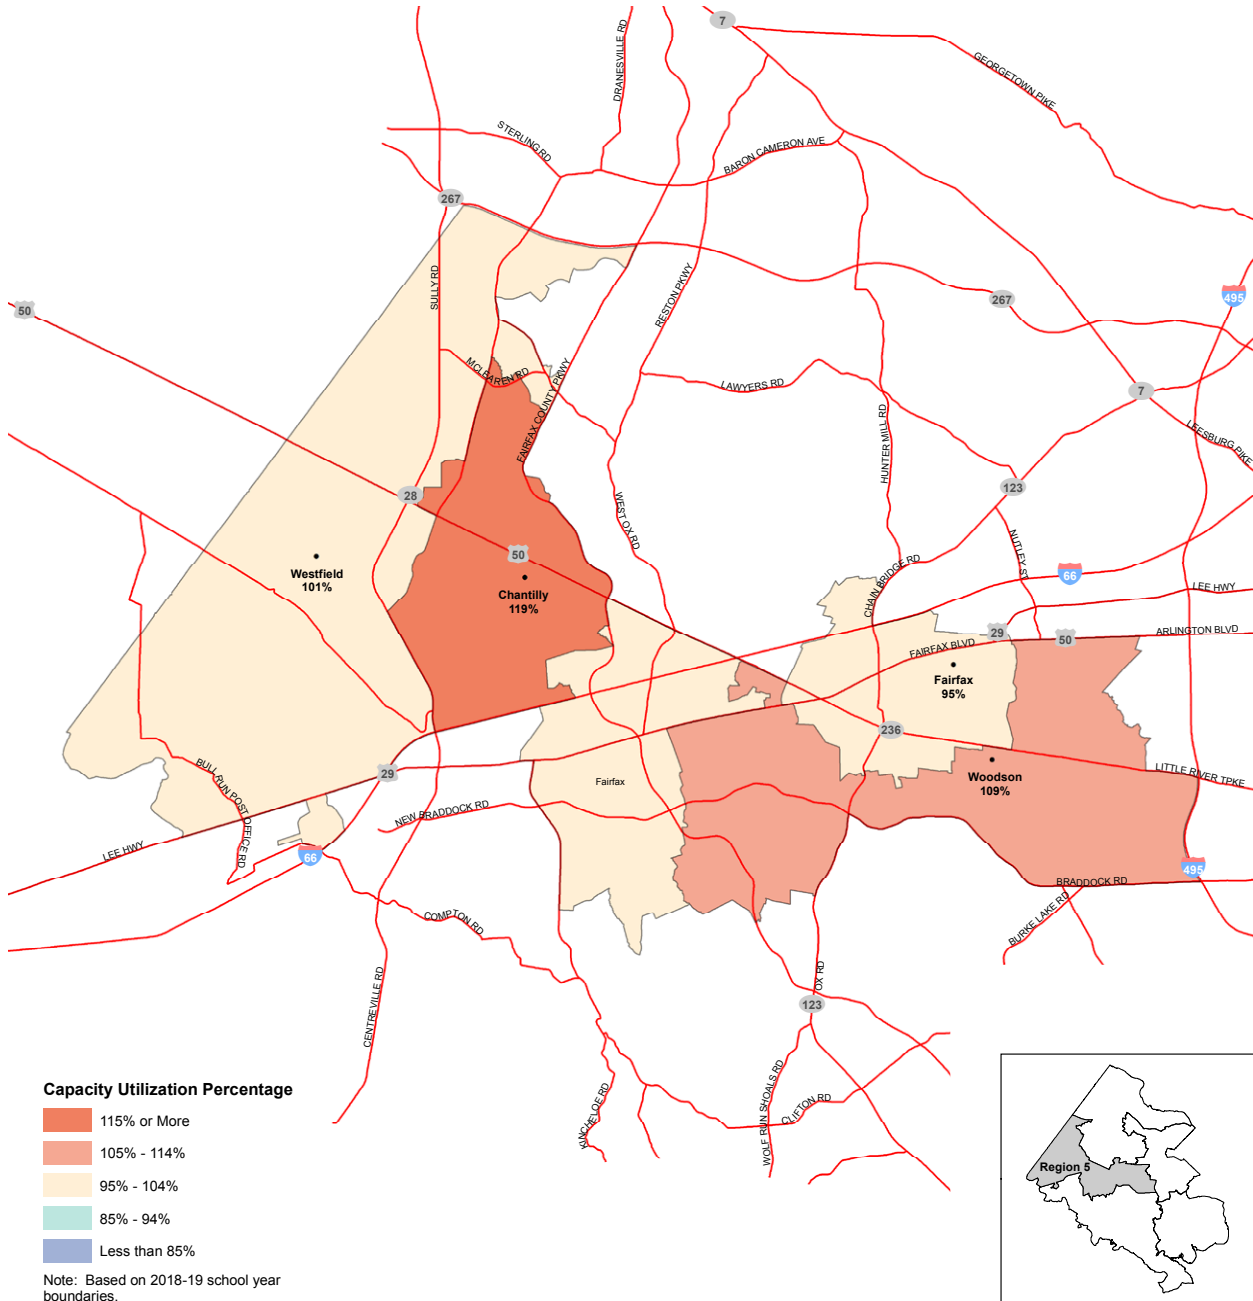 7
DRANESVILLE RD
GEORGETOWN PIKE
STERLING RD
BARON CAMERON AVE
267
SULLY RD
RESTON PKWY
267
495
50
MCLEAREN RD
FAIRFAX COUNTY PKWY
LAWYERS RD
7
HUNTER MILL RD
LEESBURG PIKE
28
123
WEST OX RD
50
NUTLEY ST
CHAIN BRIDGE RD
66
LEE HWY
Westfield
101%
Chantilly
119%
29
50
ARLINGTON BLVD
FAIRFAX BLVD
Fairfax
95%
236
Woodson
109%
LITTLE RIVER TPKE
BULL RUN POST OFFICE RD
29
Fairfax
NEW BRADDOCK RD
LEE HWY
66
495
BRADDOCK RD
BURKE LAKE RD
COMPTON RD
OX RD
CENTREVILLE RD
123
KINCHELOE RD
WOLF RUN SHOALS RD
CLIFTON RD
Capacity Utilization Percentage
115% or More
105% - 114%
95% - 104%
85% - 94%
Less than 85%
Note: Based on 2018-19 school year
boundaries.
Region 5